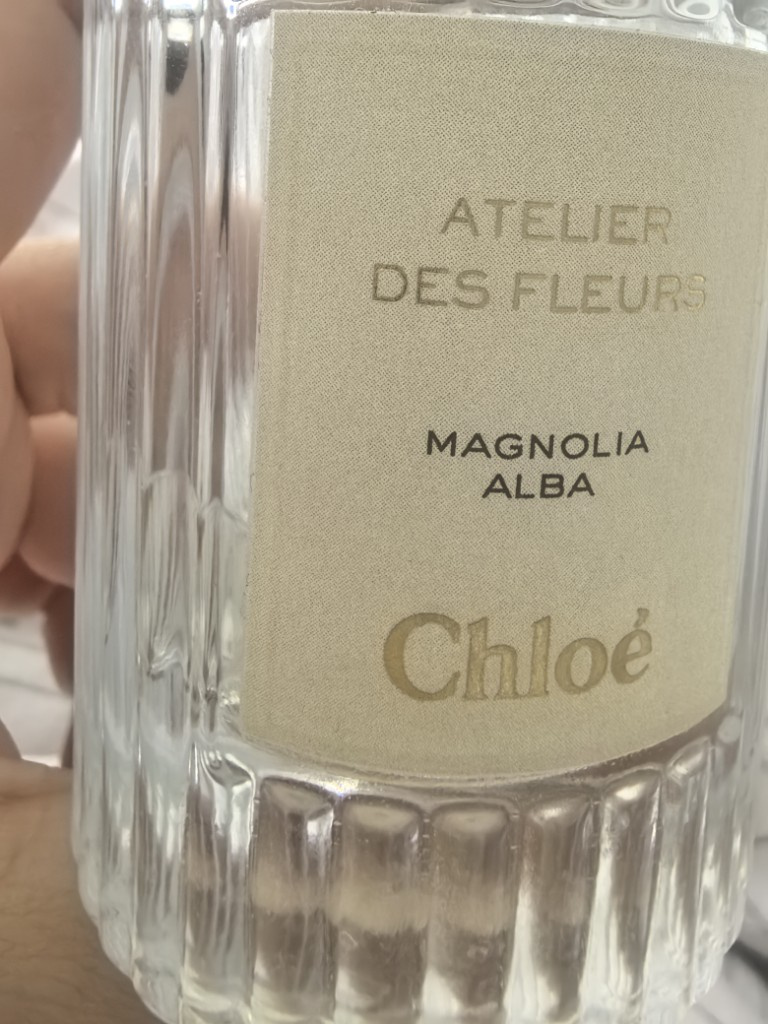 ATELIER
DES FLEURS
MAGNOLIA
ALBA
Chloé